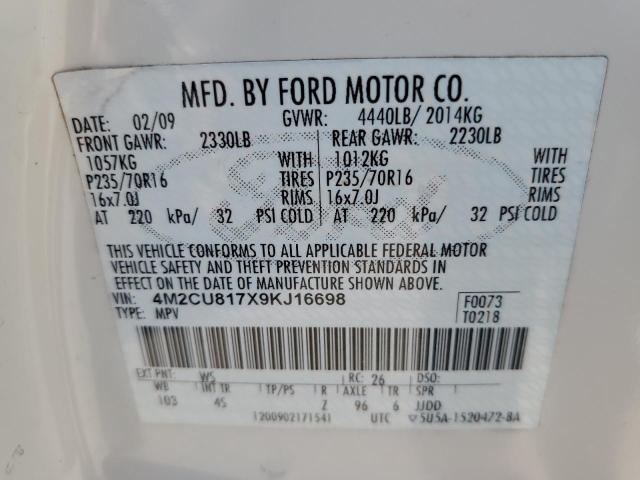 MFD. BY FORD MOTOR CO.
DATE: 02/09 GVWR: 4440LB/ 2014KG
FRONT GAWR: 2330LB REAR GAWR: 2230LB
1057KG WITH 1012KG WITH
P235/70R16 TIRES P235/70R16 TIRES
16x7.0J RIMS 16x7.0J RIMS
AT 220 kPa/ 32 PSI COLD AT 220 kPa/ 32 PSI COLD
THIS VEHICLE CONFORMS TO ALL APPLICABLE FEDERAL MOTOR
VEHICLE SAFETY AND THEFT PREVENTION STANDARDS IN
EFFECT ON THE DATE OF MANUFACTURE SHOWN ABOVE.
VIN: 4M2CU817X9KJ16698 F0073
TYPE: MPV T0218
EXT PNT: WS RC: 26 DSO:
WB INT TR TP/PS R AXLE TR SPR
103 4S Z 96 6 JJDD
1200902171541 UTC 5U5A-1520472-BA
Ford